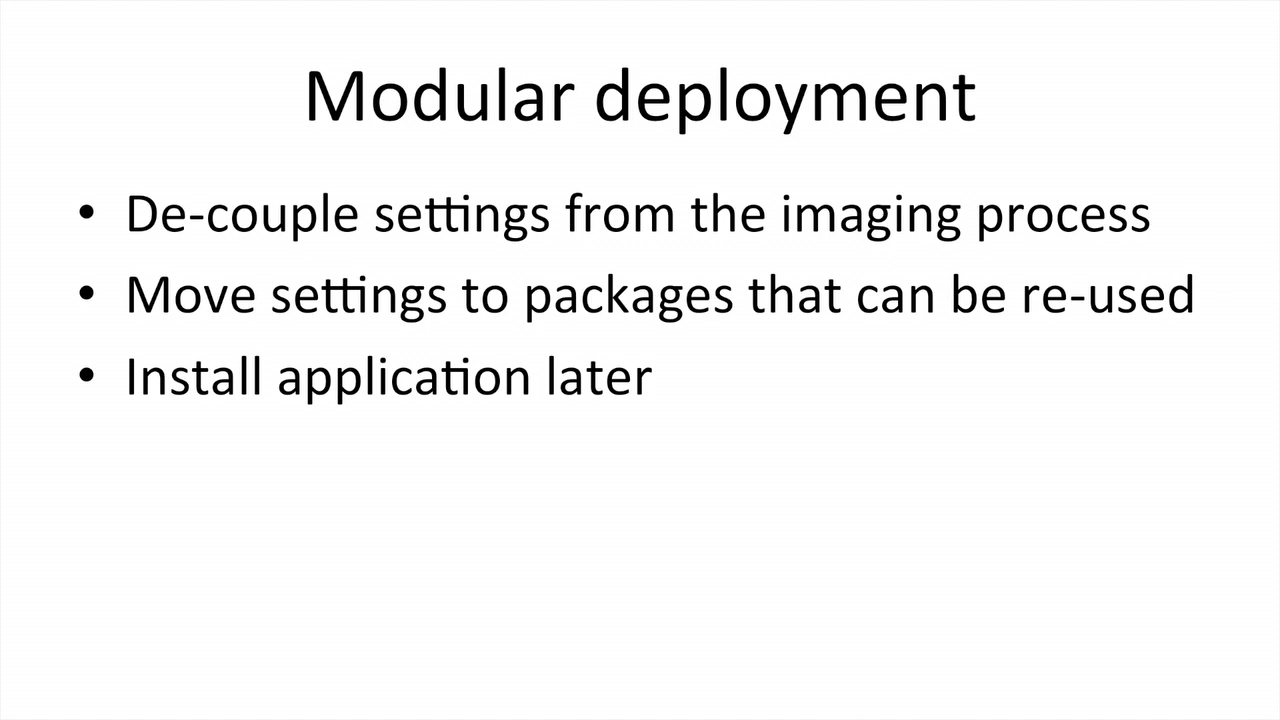 Modular deployment
• De-couple settings from the imaging process
• Move settings to packages that can be re-used
• Install application later